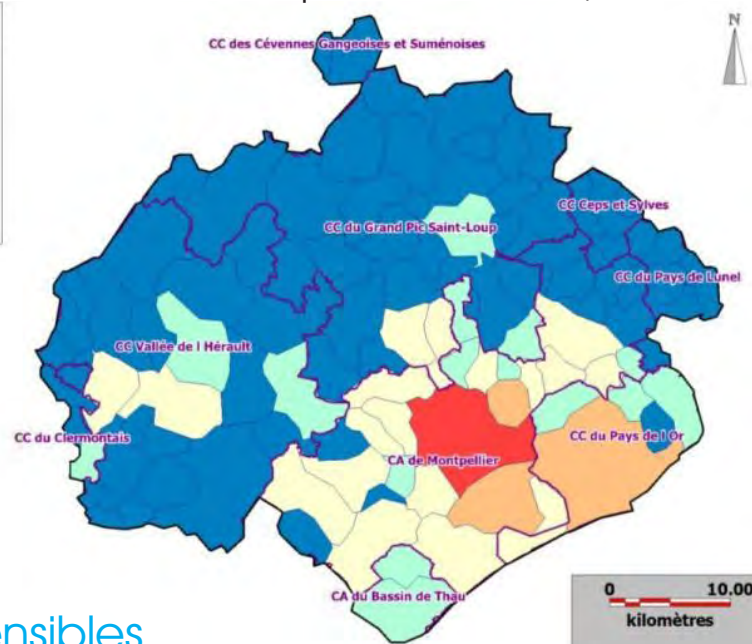 N
CC des Cévennes Gangeoises et Suménoises
CC Ceps et Sylves
CC du Grand Pic Saint-Loup
CC du Pays de Lunel
CC Vallée de l Hérault
CC du Clermontais
CC du Pays de l Or
CA de Montpellier
CA du Bassin de Thau
0 10.00
kilomètres